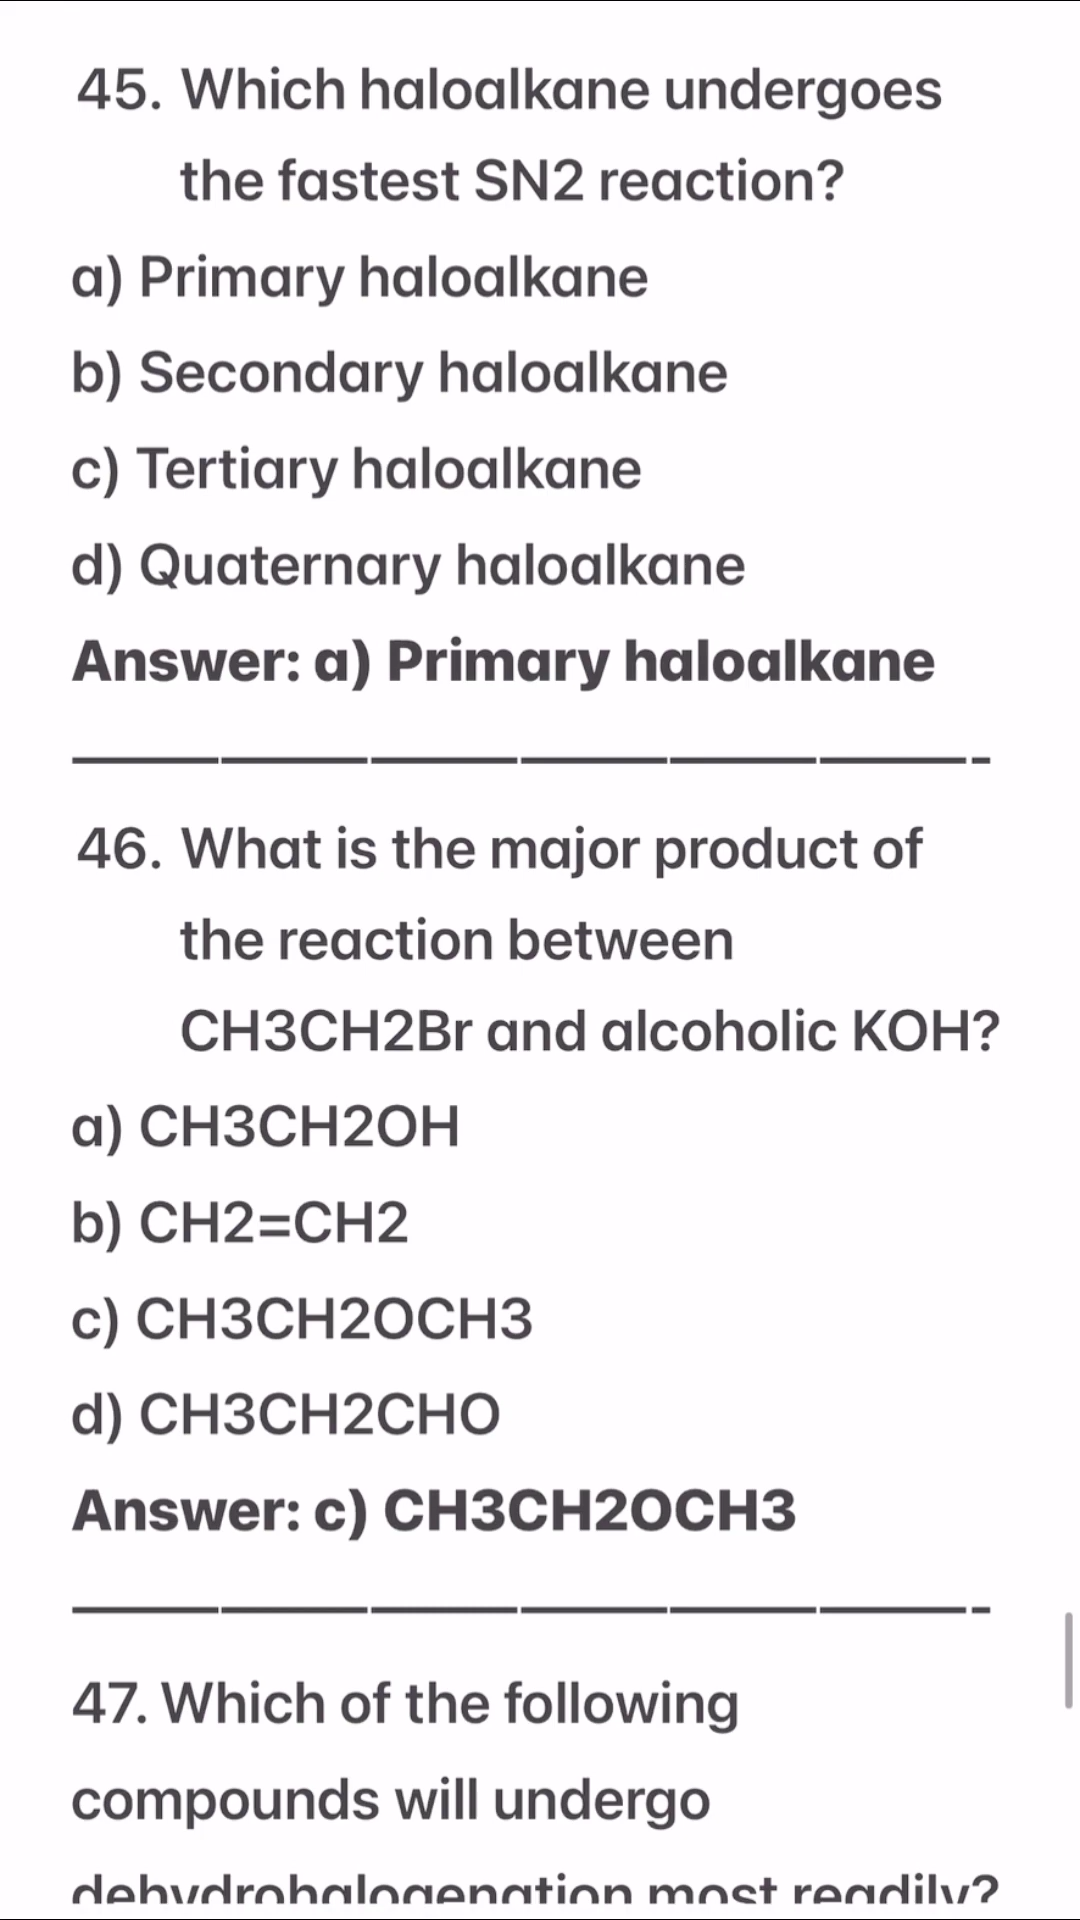 45. Which haloalkane undergoes
the fastest SN2 reaction?
a) Primary haloalkane
b) Secondary haloalkane
c) Tertiary haloalkane
d) Quaternary haloalkane
Answer: a) Primary haloalkane
——————-
46. What is the major product of
the reaction between
CH3CH2Br and alcoholic KOH?
a) CH3CH2OH
b) CH2=CH2
c) CH3CH2OCH3
d) CH3CH2CHO
Answer: c) CH3CH2OCH3
——————-
47. Which of the following
compounds will undergo
dehydrohalogenation most readily?